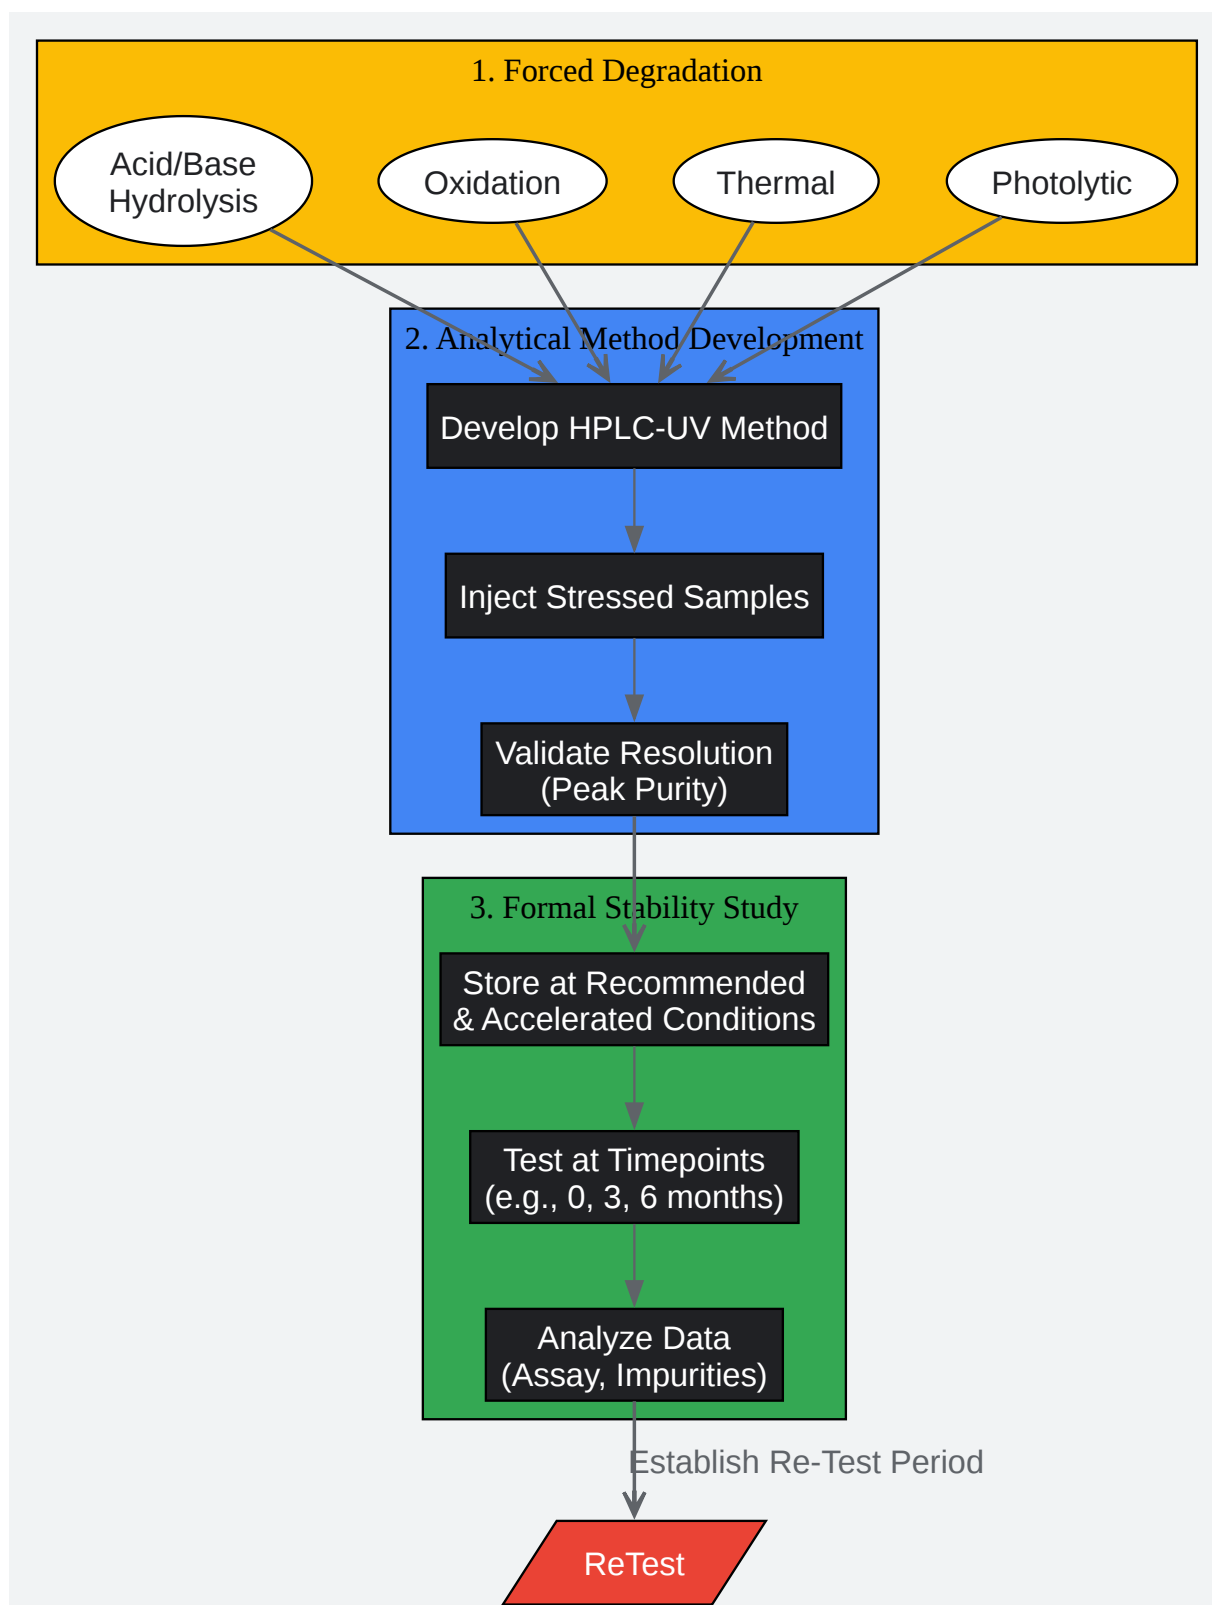 1. Forced Degradation
Acid/Base
Hydrolysis
Oxidation
Thermal
Photolytic
2. Analytical Method Development
Develop HPLC-UV Method
Inject Stressed Samples
Validate Resolution
(Peak Purity)
3. Formal Stability Study
Store at Recommended
& Accelerated Conditions
Test at Timepoints
(e.g., 0, 3, 6 months)
Analyze Data
(Assay, Impurities)
Establish Re-Test Period
ReTest